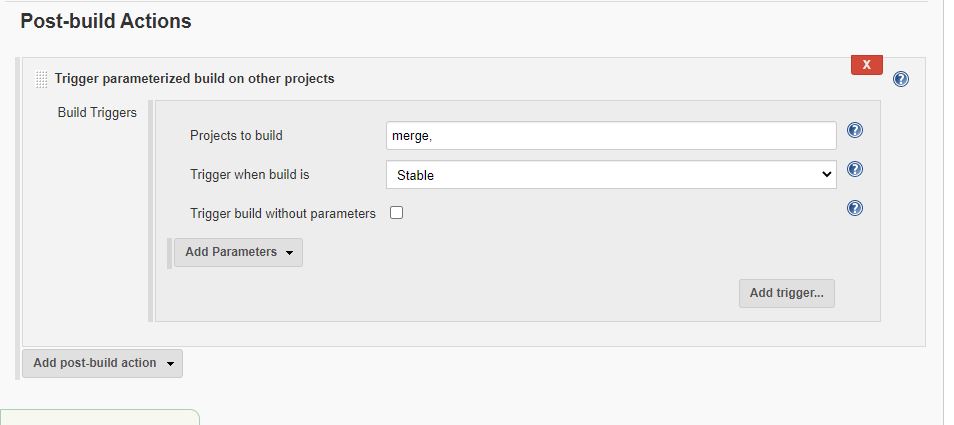 Post-build Actions
Trigger parameterized build on other projects
X
?
Build Triggers
Projects to build
merge,
?
Trigger when build is
Stable
?
Trigger build without parameters
?
Add Parameters
Add trigger...
Add post-build action